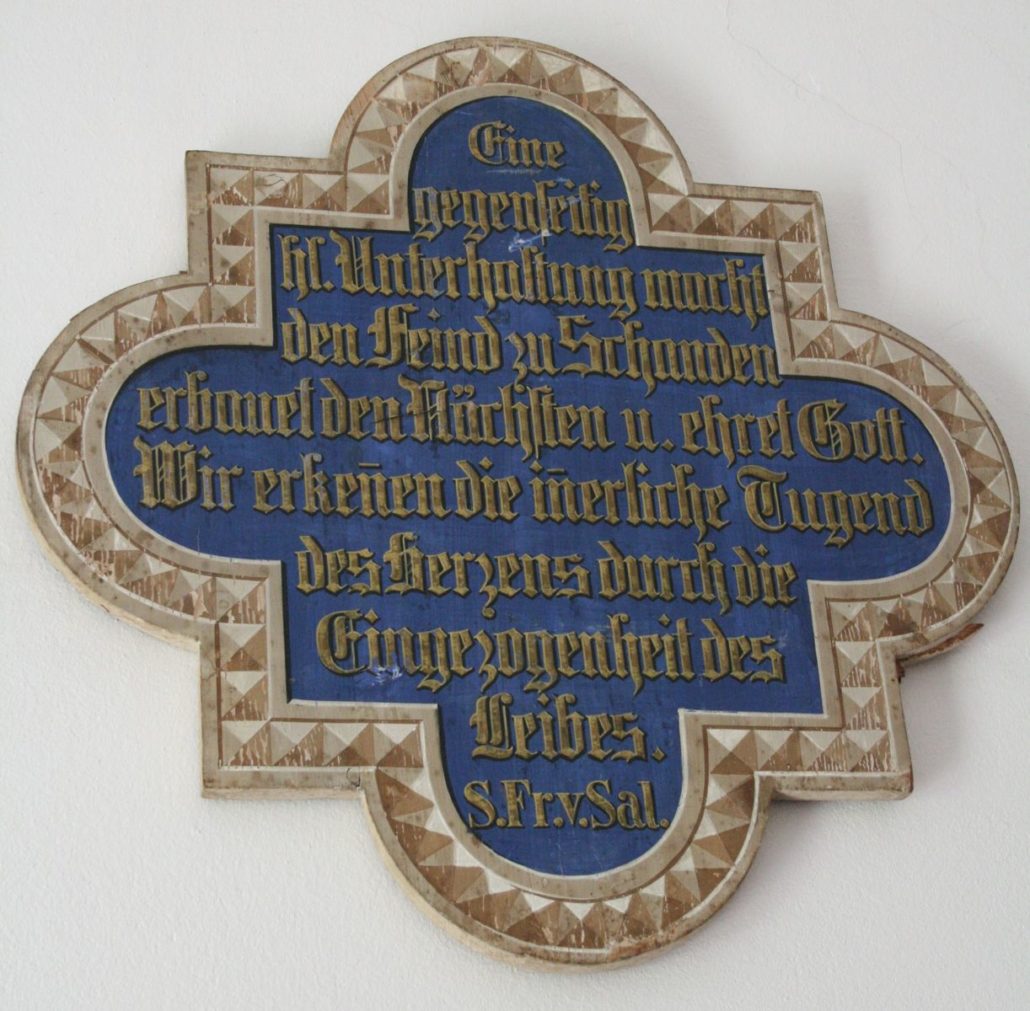 Eine
gegenseitig
hl. Unterhaltung macht
den Feind zu Schanden
erbauet den Nächsten u. ehret Gott.
Wir erkeñen die iñerliche Tugend
des Herzens durch die
Eingezogenheit des
Leibes.
S.Fr.v.Sal.